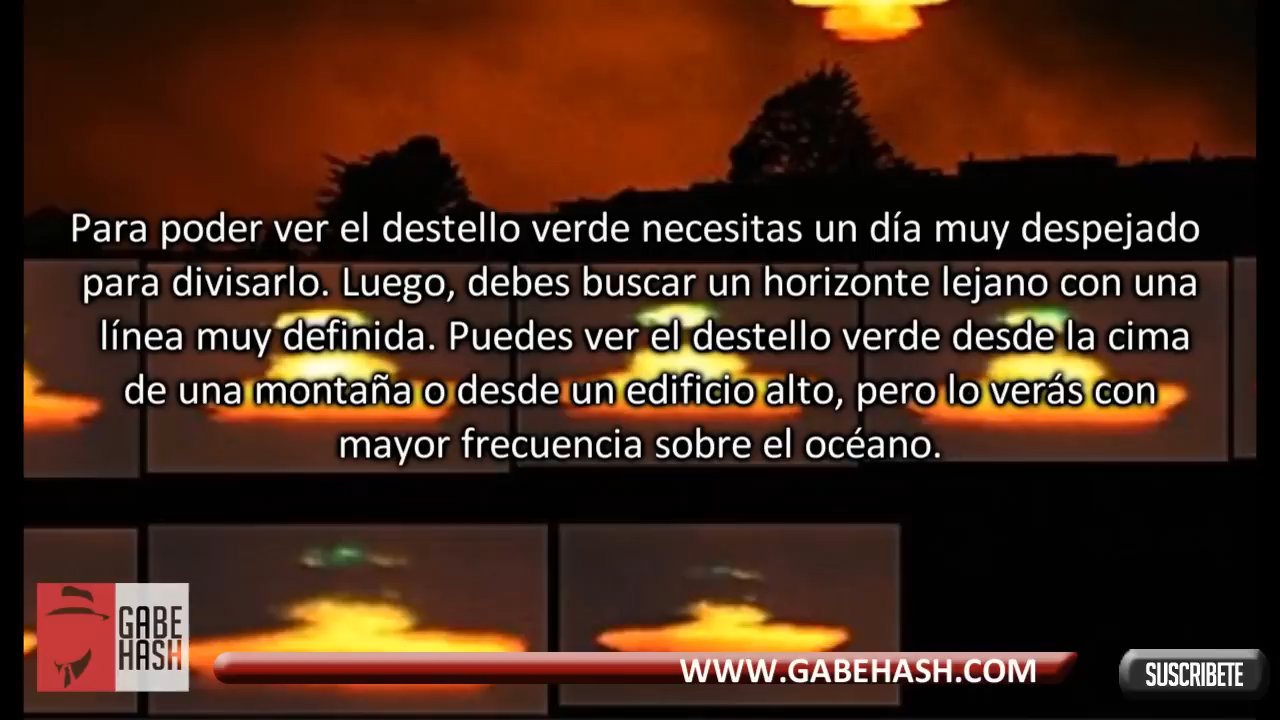 Para poder ver el destello verde necesitas un día muy despejado
para divisarlo. Luego, debes buscar un horizonte lejano con una
línea muy definida. Puedes ver el destello verde desde la cima
de una montaña o desde un edificio alto, pero lo verás con
mayor frecuencia sobre el océano.
GABE
HASH
WWW.GABEHASH.COM
SUSCRIBETE